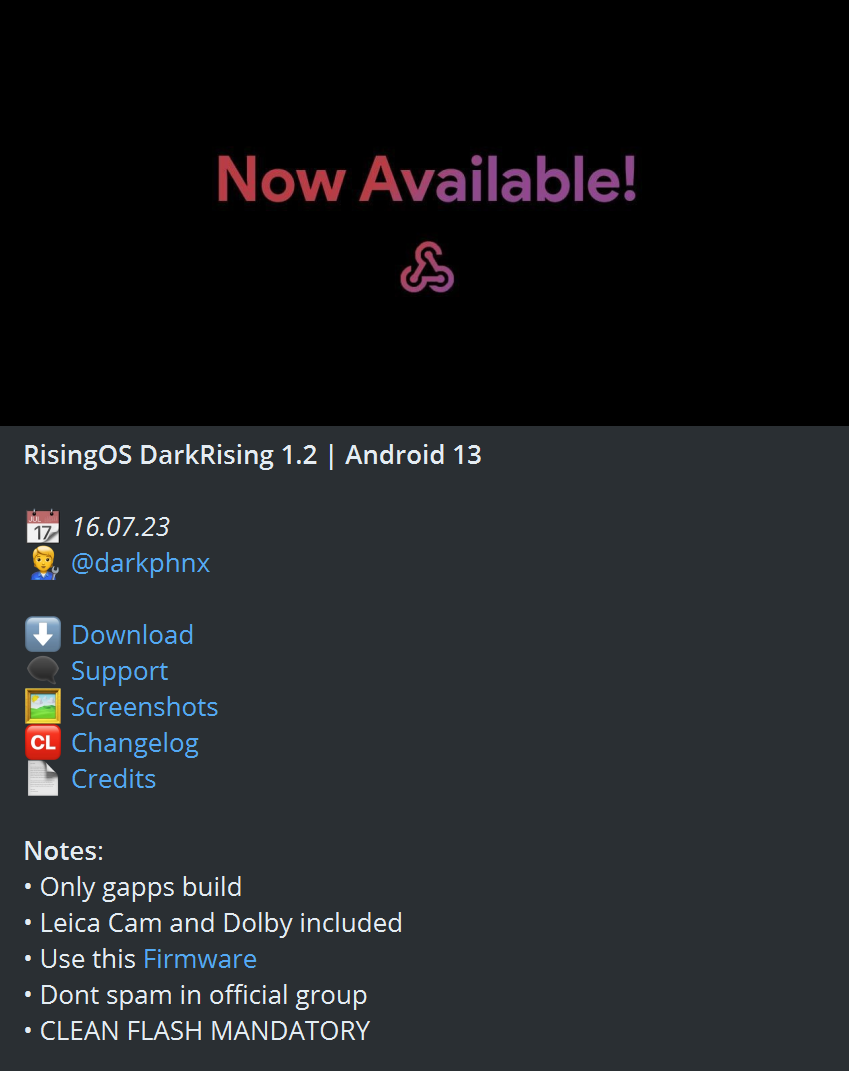 Now Available!
RisingOS DarkRising 1.2 | Android 13
JUL
17
16.07.23
@darkphnx
Download
Support
Screenshots
CL
Changelog
Credits
Notes:
• Only gapps build
• Leica Cam and Dolby included
• Use this Firmware
• Dont spam in official group
• CLEAN FLASH MANDATORY